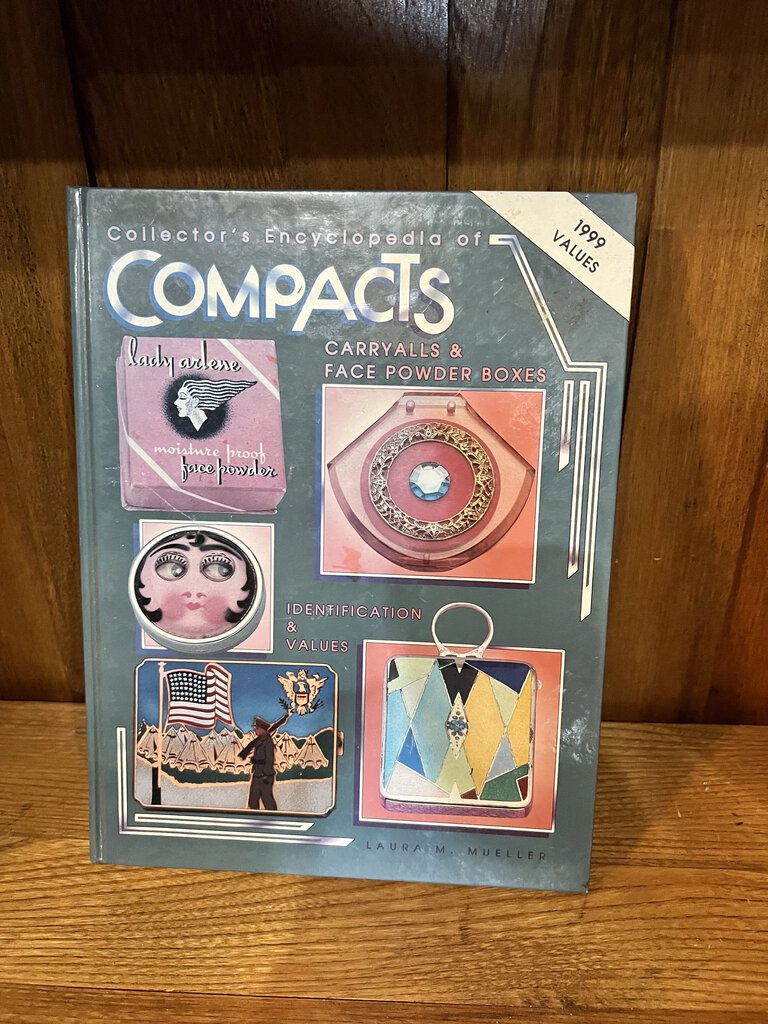 Collector's Encyclopedia of
COMPACTS
1999
VALUES
CARRYALLS &
FACE POWDER BOXES
lady arlene
moisture proof
face powder
IDENTIFICATION
&
VALUES
LAURA M. MUELLER